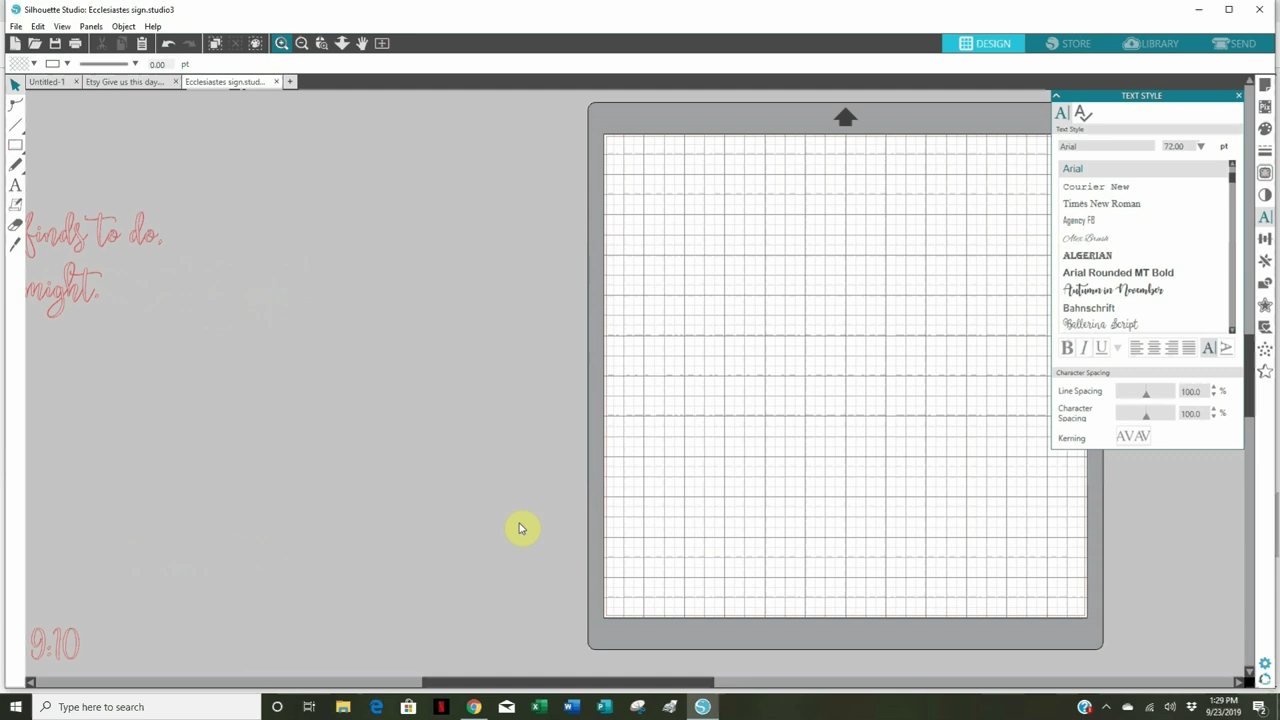 Silhouette Studio: Ecclesiastes sign.studio3
File Edit View Panels Object Help
DESIGN STORE LIBRARY SEND
0.00 pt
Untitled-1 Etsy Give us this day... Ecclesiastes sign.stud...
TEXT STYLE
Text Style
Arial 72.00 pt
Arial
Courier New
Times New Roman
Agency FB
Alex Brush
ALGERIAN
Arial Rounded MT Bold
Autumn in November
Bahnschrift
Ballerina Script
B I U
Character Spacing
Line Spacing 100.0 %
Character Spacing 100.0 %
Kerning AVAV
finds to do,
might.
9:10
Type here to search
1:29 PM
9/23/2019